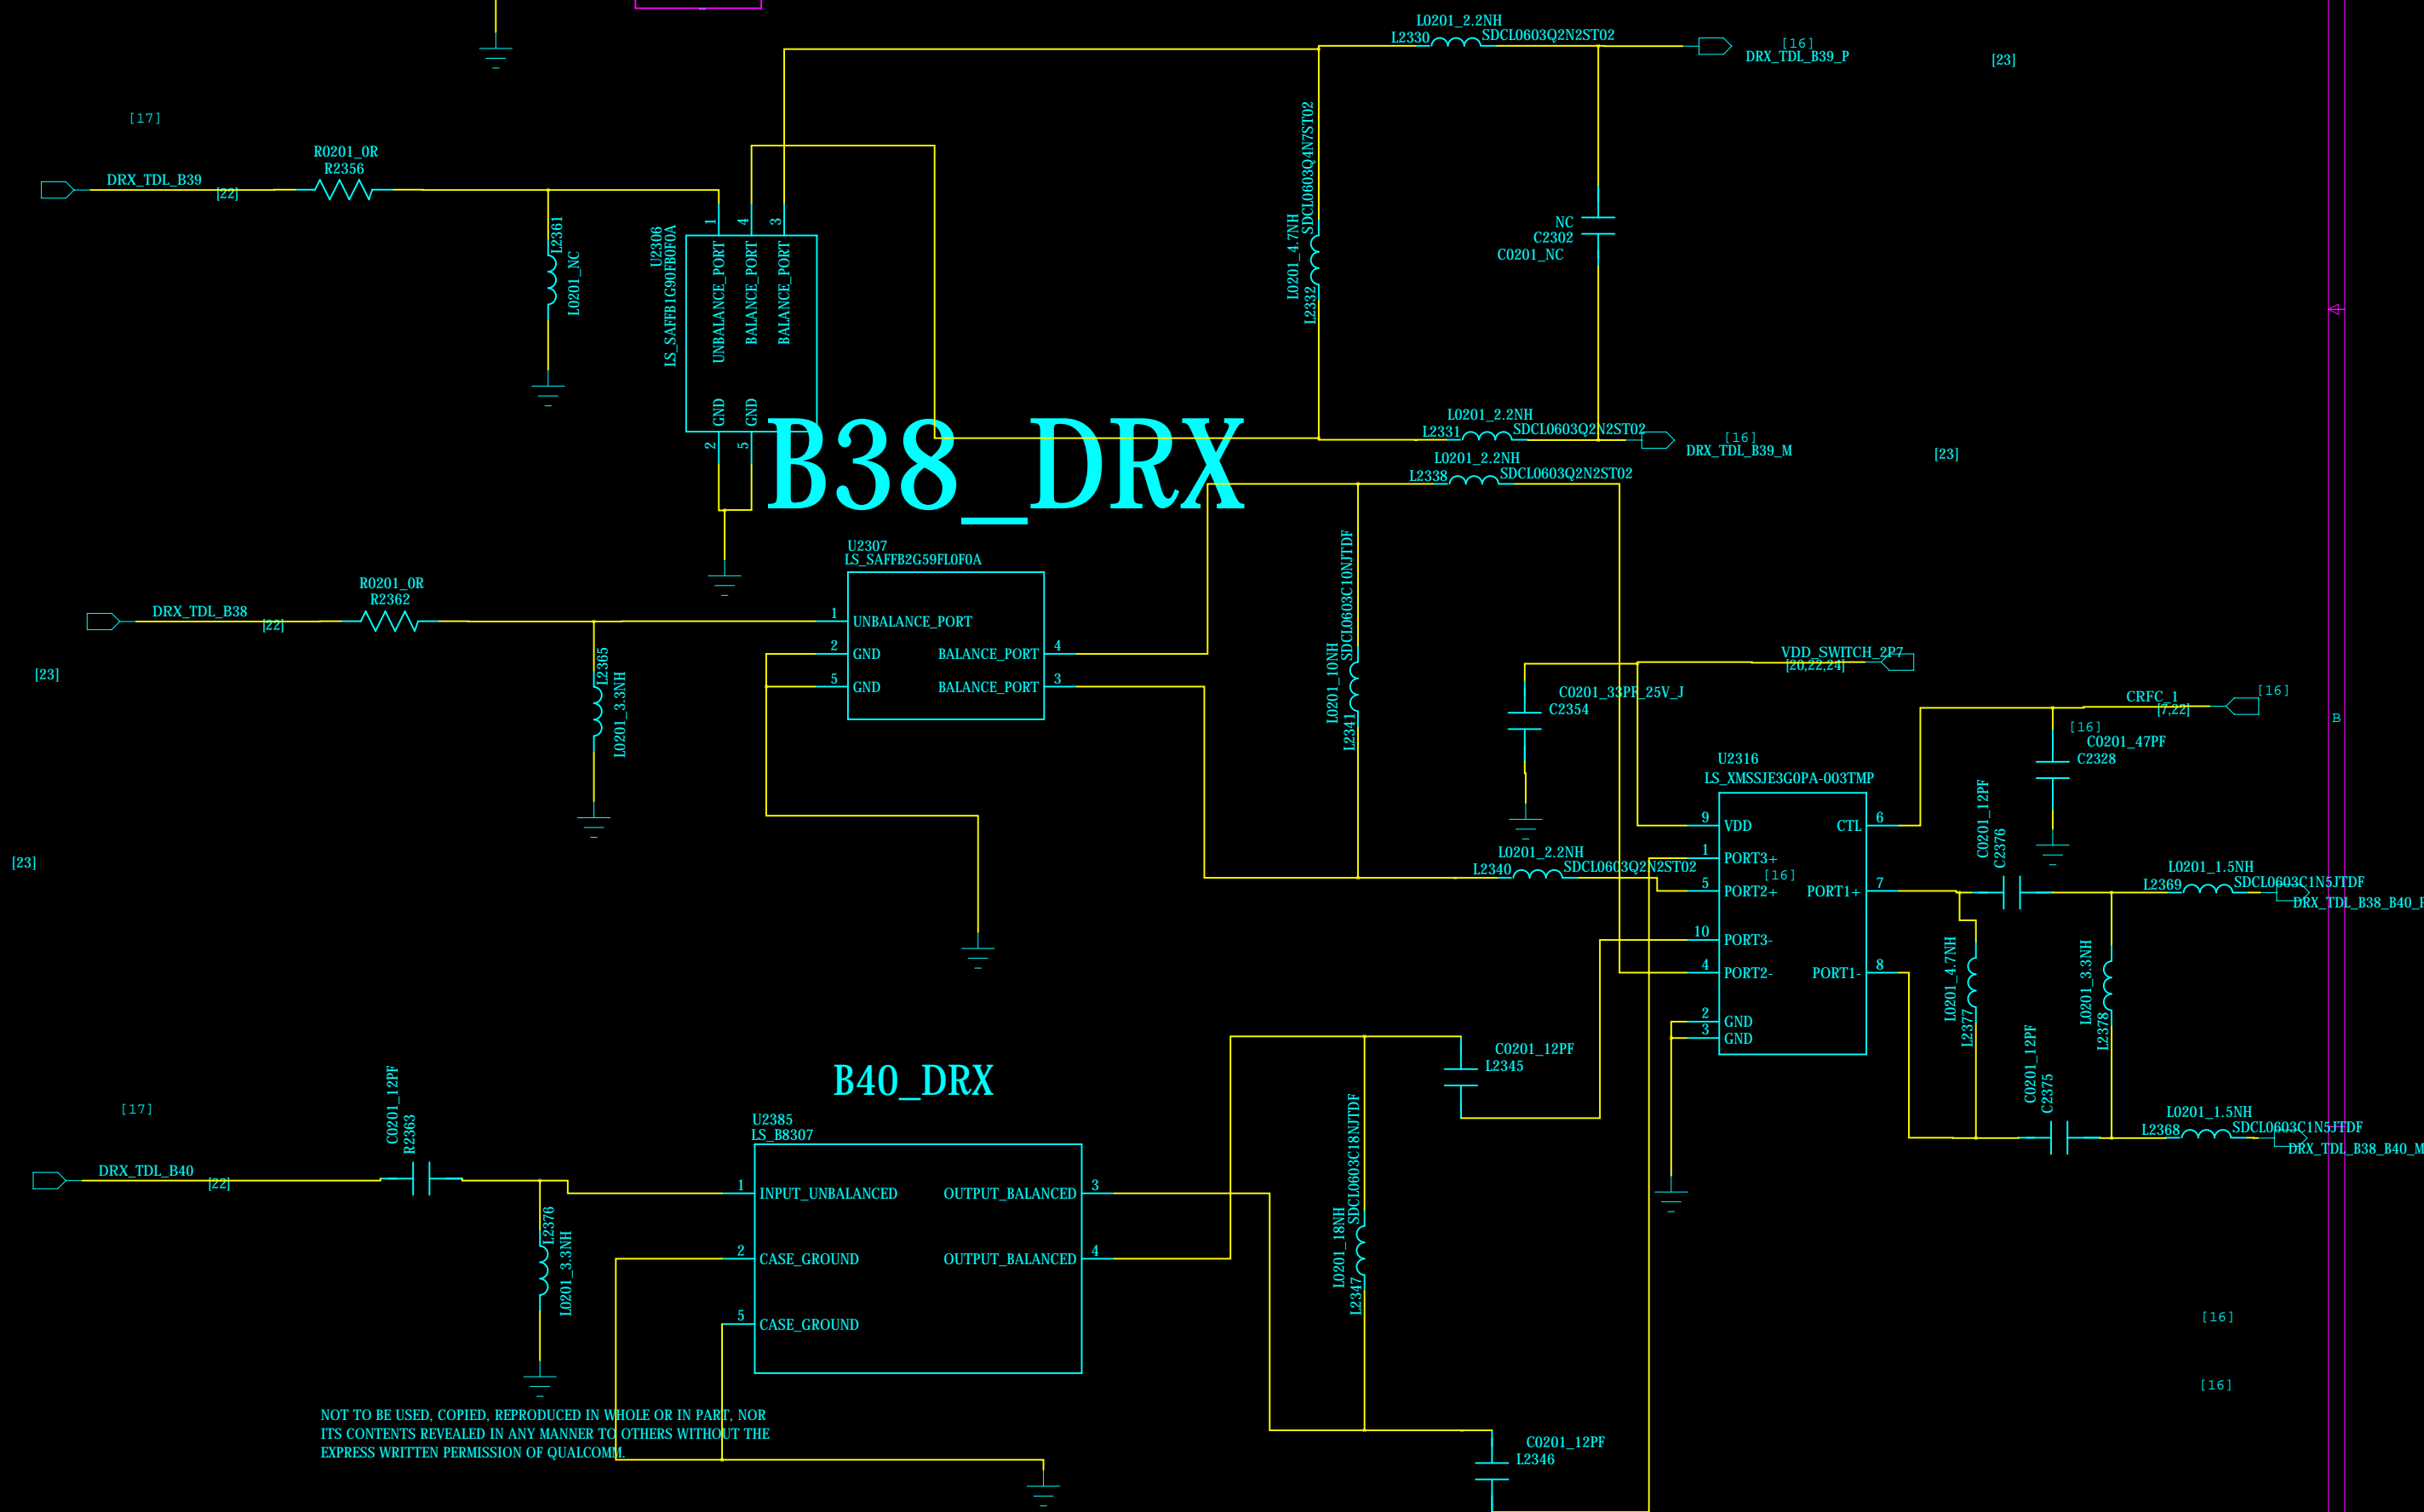 L0201_2.2NH
L2330
SDCL0603Q2N2ST02
[16]
DRX_TDL_B39_P
[23]
[17]
R0201_0R
R2356
DRX_TDL_B39
[22]
L2361
L0201_NC
U2306
LS_SAFFB1G90FB0F0A
1
4
3
UNBALANCE_PORT
BALANCE_PORT
BALANCE_PORT
GND
GND
2
5
SDCL0603Q4N7ST02
L0201_4.7NH
L2332
NC
C2302
C0201_NC
A
B38_DRX
L0201_2.2NH
L2331
SDCL0603Q2N2ST02
[16]
DRX_TDL_B39_M
[23]
L0201_2.2NH
L2338
SDCL0603Q2N2ST02
U2307
LS_SAFFB2G59FL0F0A
R0201_0R
R2362
DRX_TDL_B38
[22]
1
UNBALANCE_PORT
2
GND
BALANCE_PORT
4
5
GND
BALANCE_PORT
3
[23]
L2365
L0201_3.3NH
SDCL0603C10NJTDF
L0201_10NH
L2341
VDD_SWITCH_2P7
[20,22,24]
C0201_33PF_25V_J
C2354
CRFC_1
[16]
[7,22]
[16]
C0201_47PF
C2328
B
U2316
LS_XMSSJE3G0PA-003TMP
9
VDD
CTL
6
1
PORT3+
[16]
5
PORT2+
PORT1+
7
10
PORT3-
4
PORT2-
PORT1-
8
2
GND
3
GND
C0201_12PF
C2376
[23]
L0201_2.2NH
L2340
SDCL0603Q2N2ST02
L0201_1.5NH
L2369
SDCL0603C1N5JTDF
DRX_TDL_B38_B40_P
L0201_4.7NH
L2377
L0201_3.3NH
L2378
C0201_12PF
C2375
L0201_1.5NH
L2368
SDCL0603C1N5JTDF
DRX_TDL_B38_B40_M
C0201_12PF
L2345
B40_DRX
[17]
C0201_12PF
R2363
DRX_TDL_B40
[22]
U2385
LS_B8307
1
INPUT_UNBALANCED
OUTPUT_BALANCED
3
2
CASE_GROUND
OUTPUT_BALANCED
4
5
CASE_GROUND
L2376
L0201_3.3NH
SDCL0603C18NJTDF
L0201_18NH
L2347
[16]
[16]
NOT TO BE USED, COPIED, REPRODUCED IN WHOLE OR IN PART, NOR
ITS CONTENTS REVEALED IN ANY MANNER TO OTHERS WITHOUT THE
EXPRESS WRITTEN PERMISSION OF QUALCOMM.
C0201_12PF
L2346